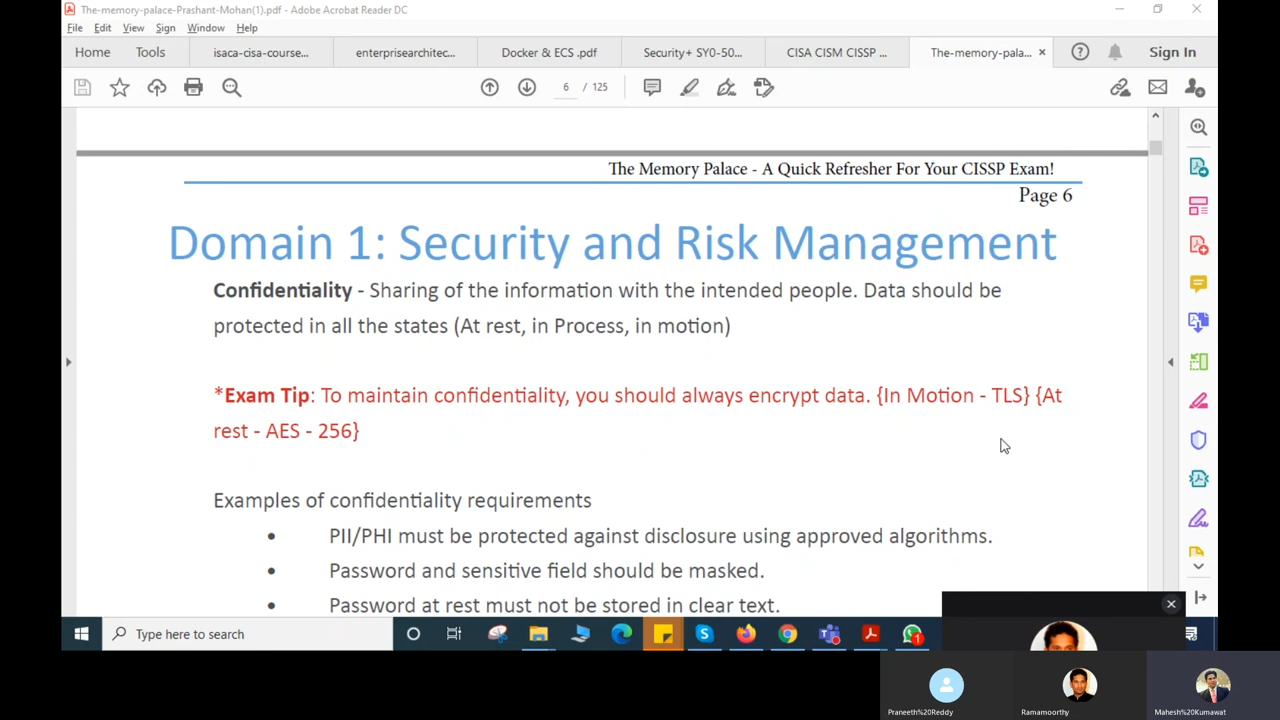 The-memory-palace-Prashant-Mohan(1).pdf - Adobe Acrobat Reader DC
File Edit View Sign Window Help
Home Tools isaca-cisa-course... enterprisearchitec... Docker & ECS .pdf Security+ SY0-50... CISA CISM CISSP ... The-memory-pala... Sign In
6 / 125
The Memory Palace - A Quick Refresher For Your CISSP Exam!
Page 6
Domain 1: Security and Risk Management
Confidentiality - Sharing of the information with the intended people. Data should be
protected in all the states (At rest, in Process, in motion)
*Exam Tip: To maintain confidentiality, you should always encrypt data. {In Motion - TLS} {At
rest - AES - 256}
Examples of confidentiality requirements
• PII/PHI must be protected against disclosure using approved algorithms.
• Password and sensitive field should be masked.
• Password at rest must not be stored in clear text.
Type here to search
1
Praneeth%20Reddy Ramamoorthy Mahesh%20Kumawat